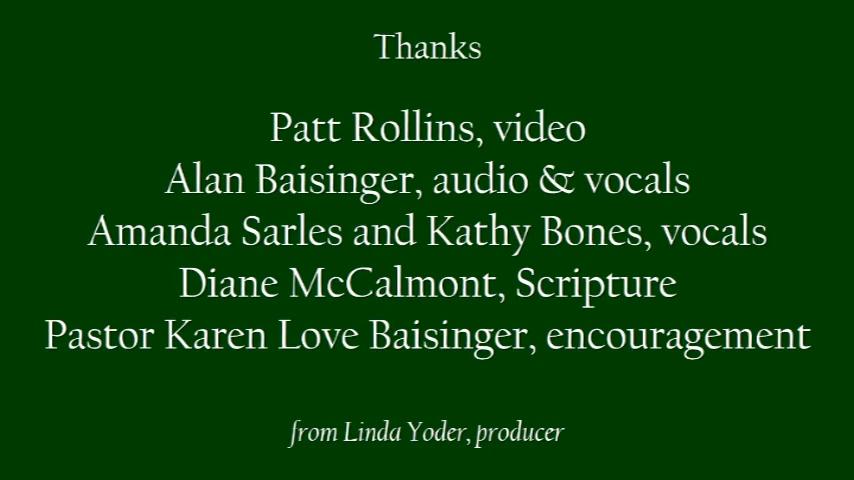 Thanks
Patt Rollins, video
Alan Baisinger, audio & vocals
Amanda Sarles and Kathy Bones, vocals
Diane McCalmont, Scripture
Pastor Karen Love Baisinger, encouragement
from Linda Yoder, producer